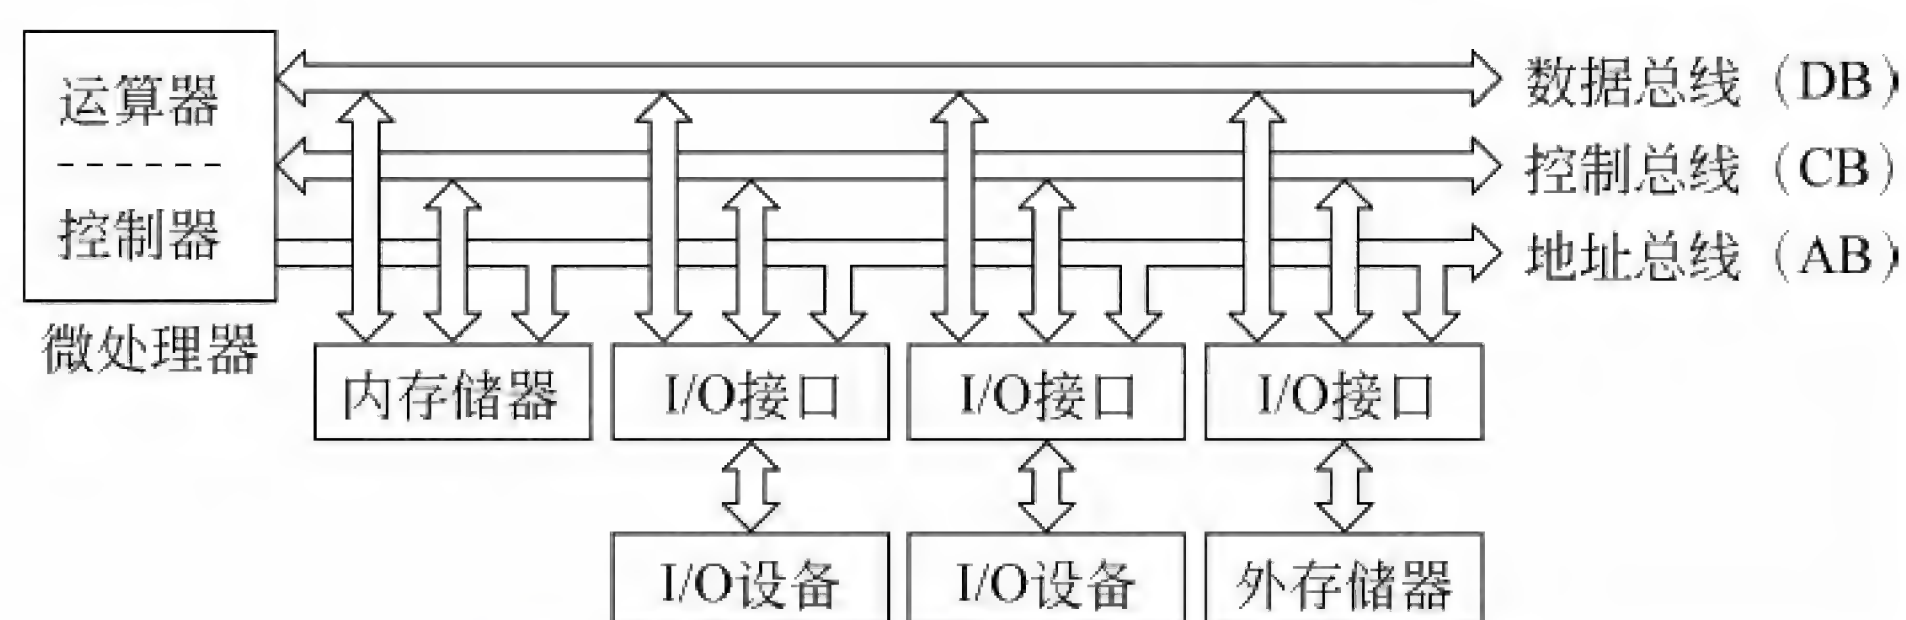 运算器
控制器
微处理器
数据总线（DB）
控制总线（CB）
地址总线（AB）
内存储器
I/O接口
I/O接口
I/O接口
I/O设备
I/O设备
外存储器